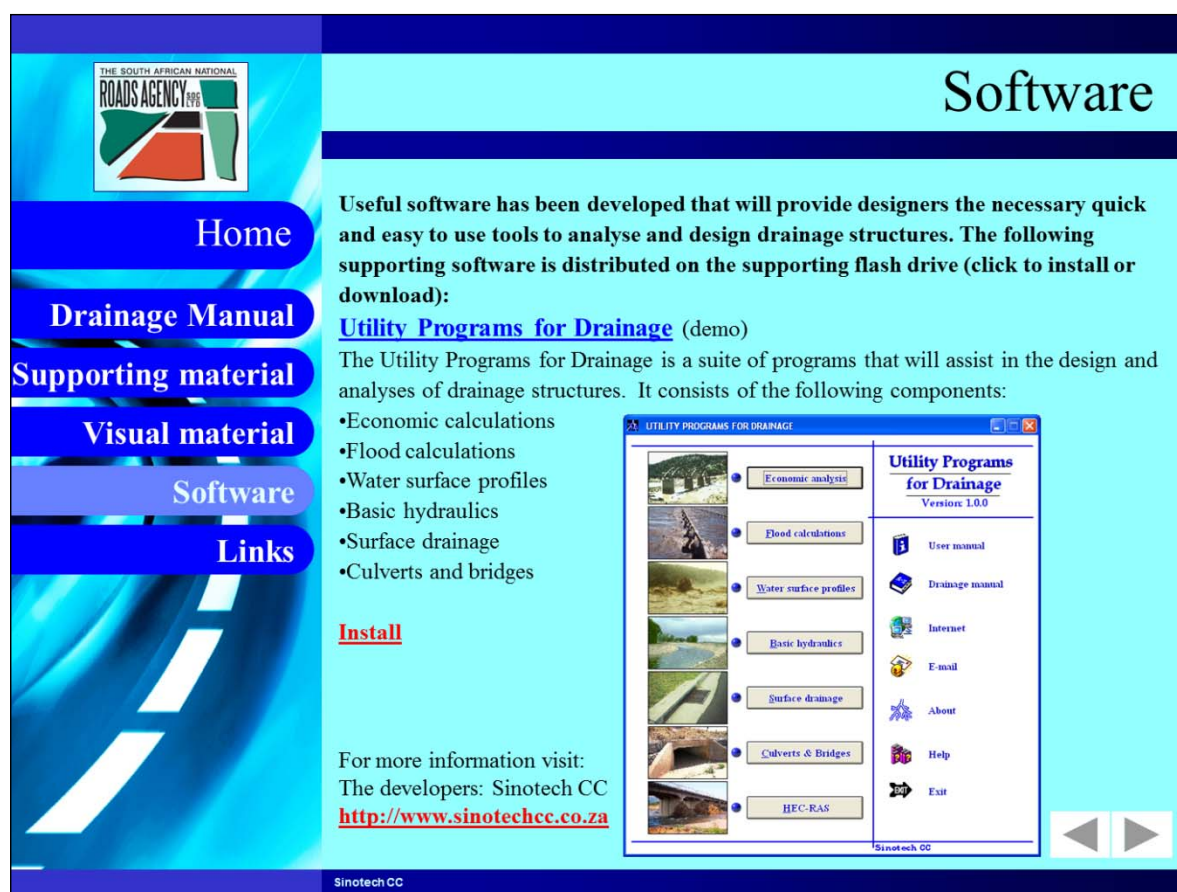 THE SOUTH AFRICAN NATIONAL
ROADS AGENCY SOC LTD
Software
Home
Drainage Manual
Supporting material
Visual material
Software
Links
Useful software has been developed that will provide designers the necessary quick
and easy to use tools to analyse and design drainage structures. The following
supporting software is distributed on the supporting flash drive (click to install or
download):
Utility Programs for Drainage (demo)
The Utility Programs for Drainage is a suite of programs that will assist in the design and
analyses of drainage structures. It consists of the following components:
•Economic calculations
•Flood calculations
•Water surface profiles
•Basic hydraulics
•Surface drainage
•Culverts and bridges
Install
For more information visit:
The developers: Sinotech CC
http://www.sinotechcc.co.za
UTILITY PROGRAMS FOR DRAINAGE
Economic analysis
Flood calculations
Water surface profiles
Basic hydraulics
Surface drainage
Culverts & Bridges
HEC-RAS
Utility Programs
for Drainage
Version: 1.0.0
User manual
Drainage manual
Internet
E-mail
About
Help
EXIT Exit
Sinotech CC
Sinotech CC